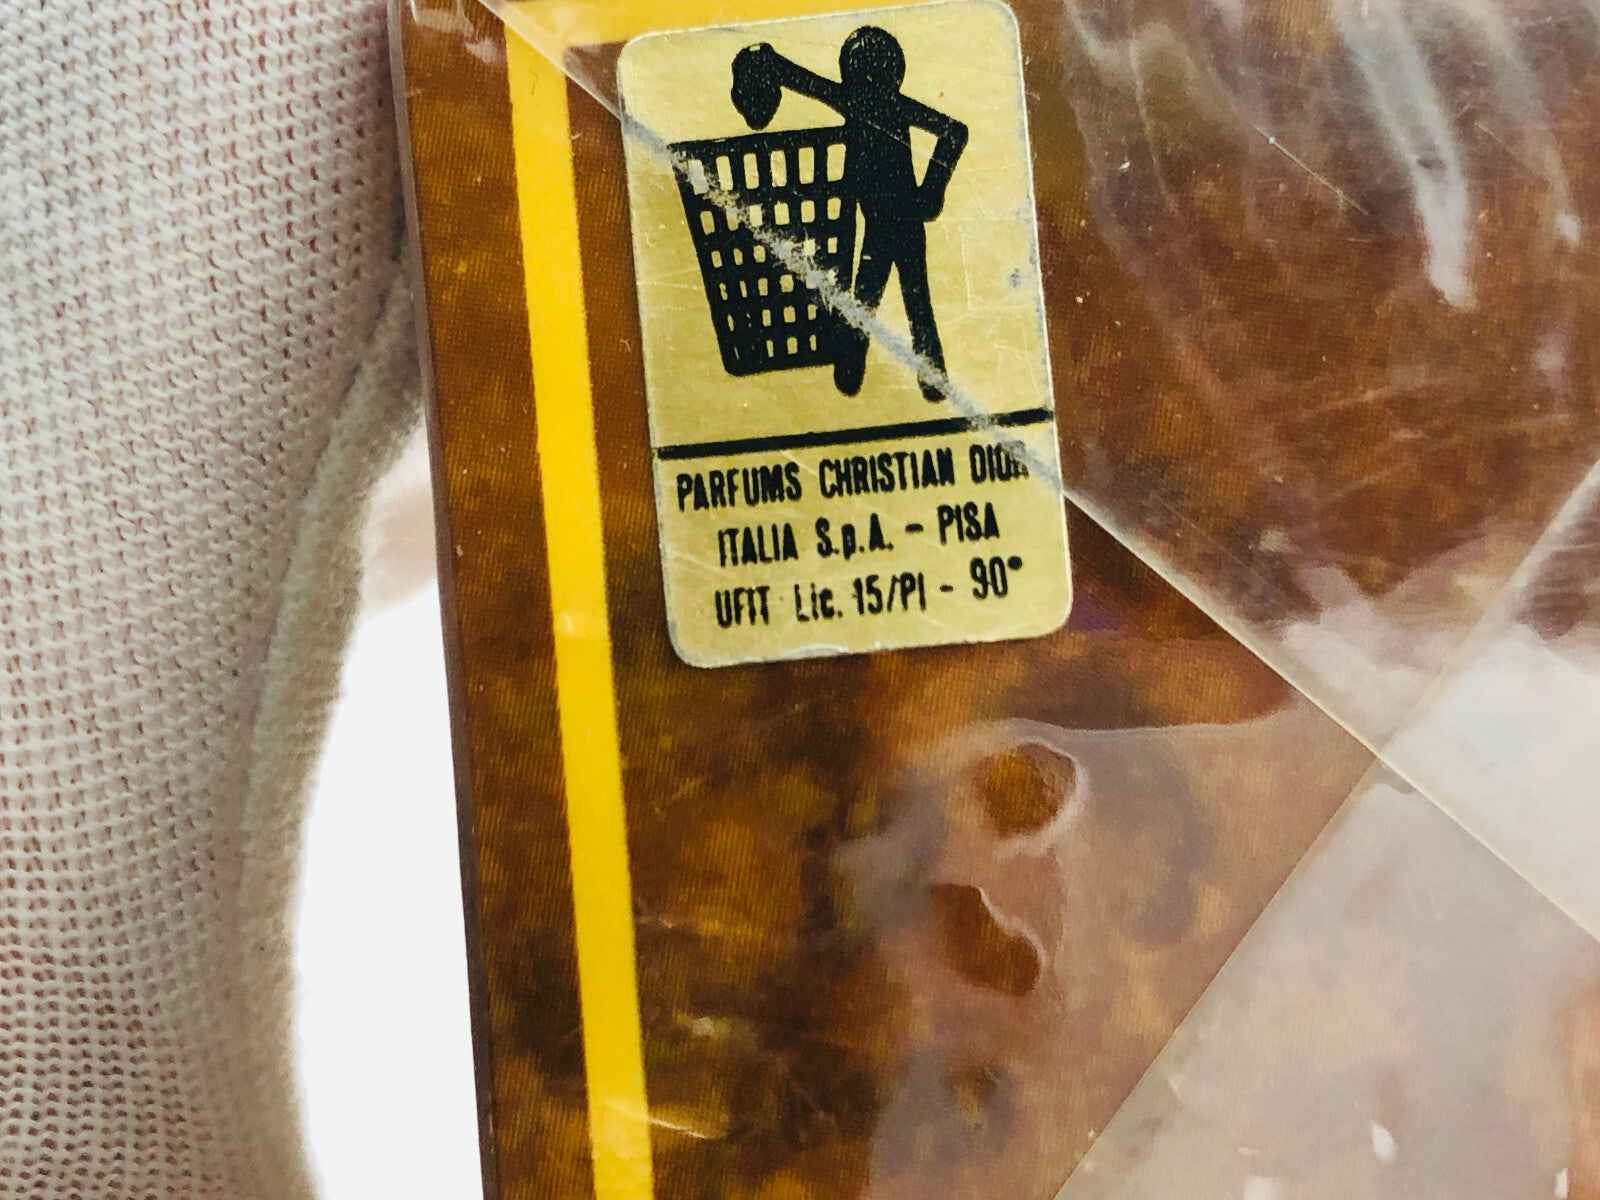 PARFUMS CHRISTIAN DIOR
ITALIA S.p.A. - PISA
UFIT Lic. 15/PI - 90°